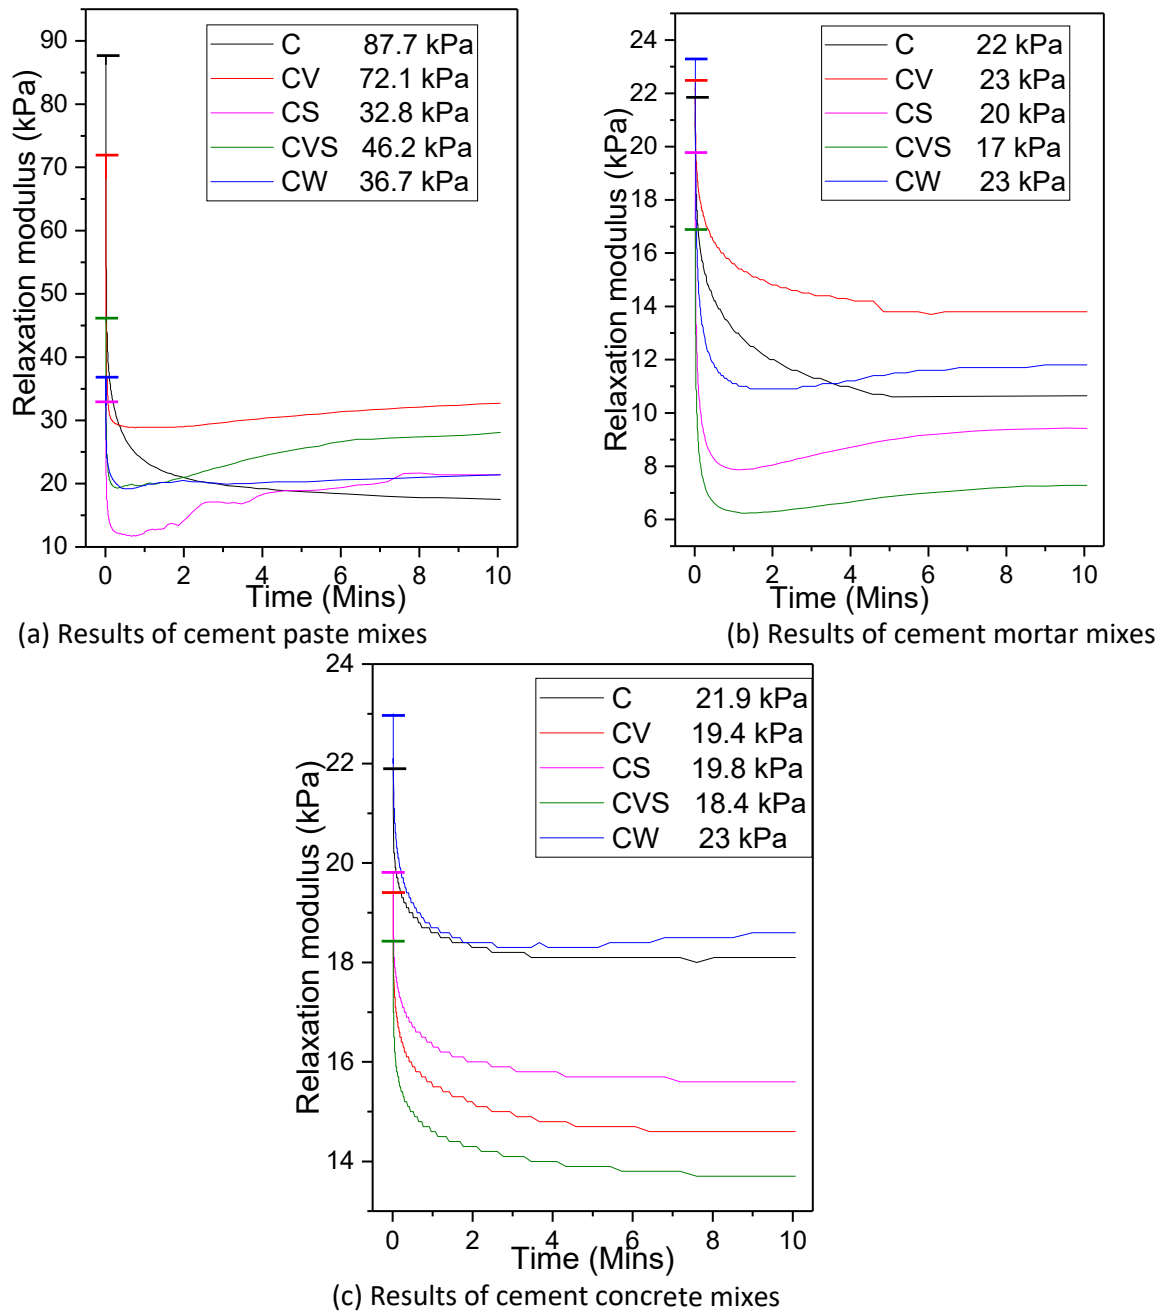 Relaxation modulus (kPa)
90
80
70
60
50
40
30
20
10
0 2 4 6 8 10
Time (Mins)
C 87.7 kPa
CV 72.1 kPa
CS 32.8 kPa
CVS 46.2 kPa
CW 36.7 kPa
(a) Results of cement paste mixes
Relaxation modulus (kPa)
24
22
20
18
16
14
12
10
8
6
0 2 4 6 8 10
Time (Mins)
C 22 kPa
CV 23 kPa
CS 20 kPa
CVS 17 kPa
CW 23 kPa
(b) Results of cement mortar mixes
Relaxation modulus (kPa)
24
22
20
18
16
14
0 2 4 6 8 10
Time (Mins)
C 21.9 kPa
CV 19.4 kPa
CS 19.8 kPa
CVS 18.4 kPa
CW 23 kPa
(c) Results of cement concrete mixes